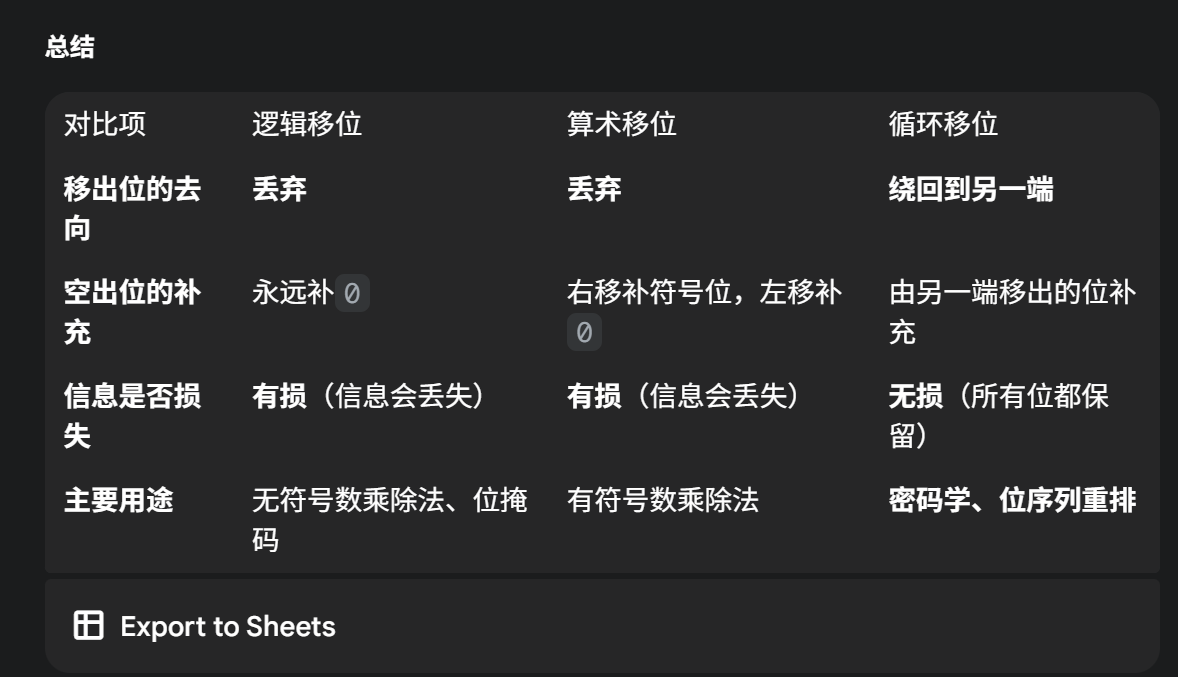 总结
对比项 逻辑移位 算术移位 循环移位
移出位的去 丢弃 丢弃 绕回到另一端
向
空出位的补 永远补 0 右移补符号位，左移补 由另一端移出的位补
充 0 充
信息是否损 有损（信息会丢失） 有损（信息会丢失） 无损（所有位都保
失 留）
主要用途 无符号数乘除法、位掩 有符号数乘除法 密码学、位序列重排
码
Export to Sheets